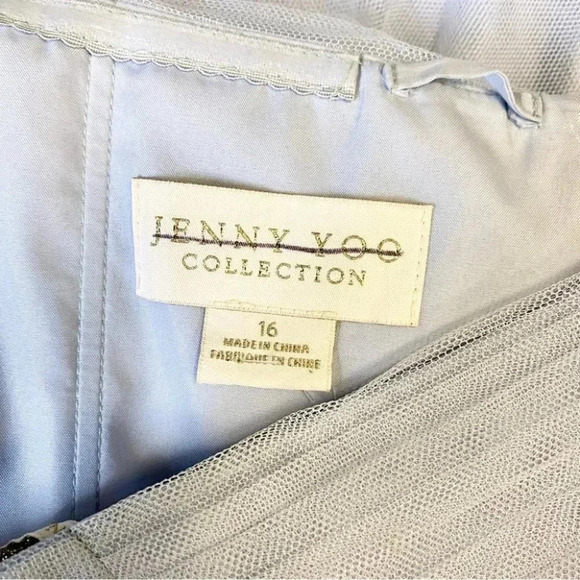 JENNY YOO
COLLECTION
16
MADE IN CHINA
FABRIQUE EN CHINE